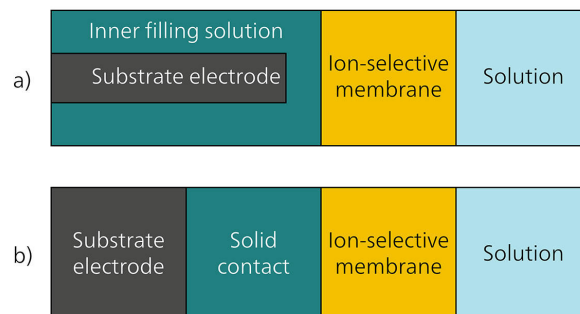 a)
Inner filling solution
Substrate electrode
Ion-selective
membrane
Solution
b)
Substrate
electrode
Solid
contact
Ion-selective
membrane
Solution